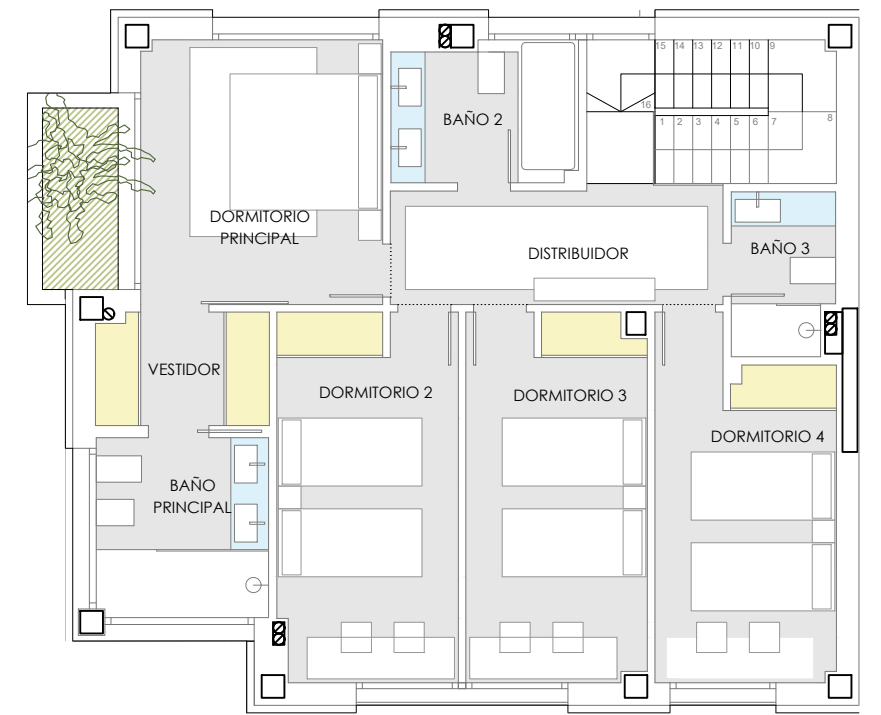 15 14 13 12 11 10 9
16
1 2 3 4 5 6 7 8
BAÑO 2
DORMITORIO
PRINCIPAL
DISTRIBUIDOR
BAÑO 3
VESTIDOR
DORMITORIO 2
DORMITORIO 3
DORMITORIO 4
BAÑO
PRINCIPAL